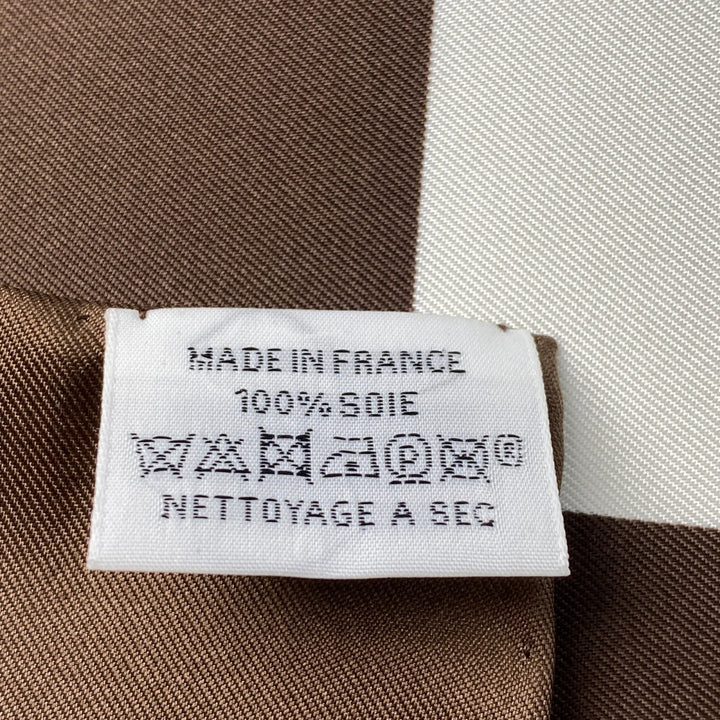 MADE IN FRANCE
100% SOIE
P ®
NETTOYAGE A SEC